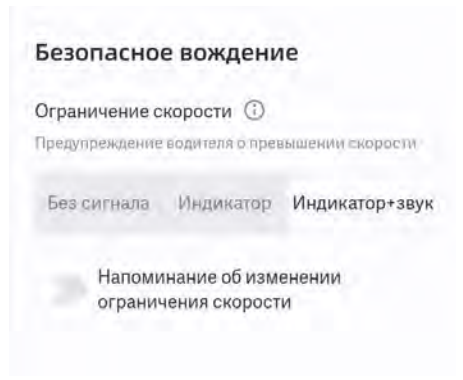 Безопасное вождение
Ограничение скорости
Предупреждение водителя о превышении скорости
Без сигнала Индикатор Индикатор+звук
Напоминание об изменении
ограничения скорости